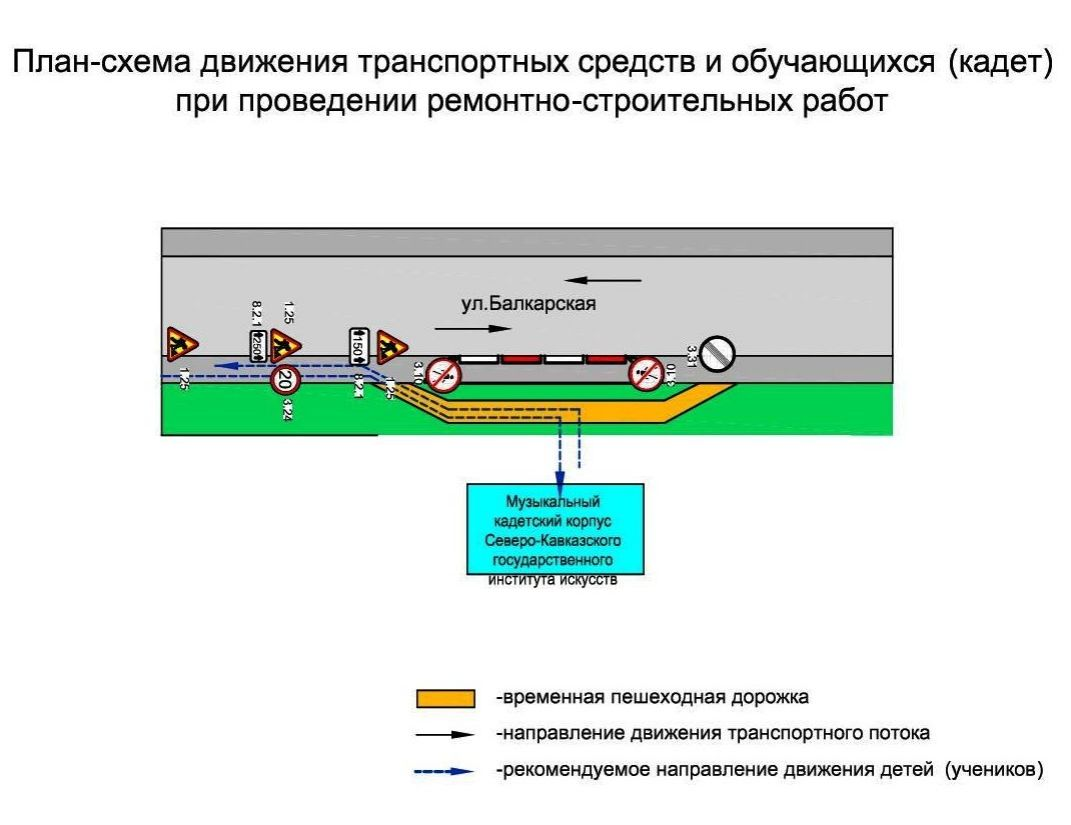 План-схема движения транспортных средств и обучающихся (кадет)
при проведении ремонтно-строительных работ
ул.Балкарская
8.2.1
1.25
250
150
1.25
20
3.24
8.2.1
1.25
3.10
3.10
3.31
Музыкальный
кадетский корпус
Северо-Кавказского
государственного
института искусств
-временная пешеходная дорожка
-направление движения транспортного потока
-рекомендуемое направление движения детей (учеников)